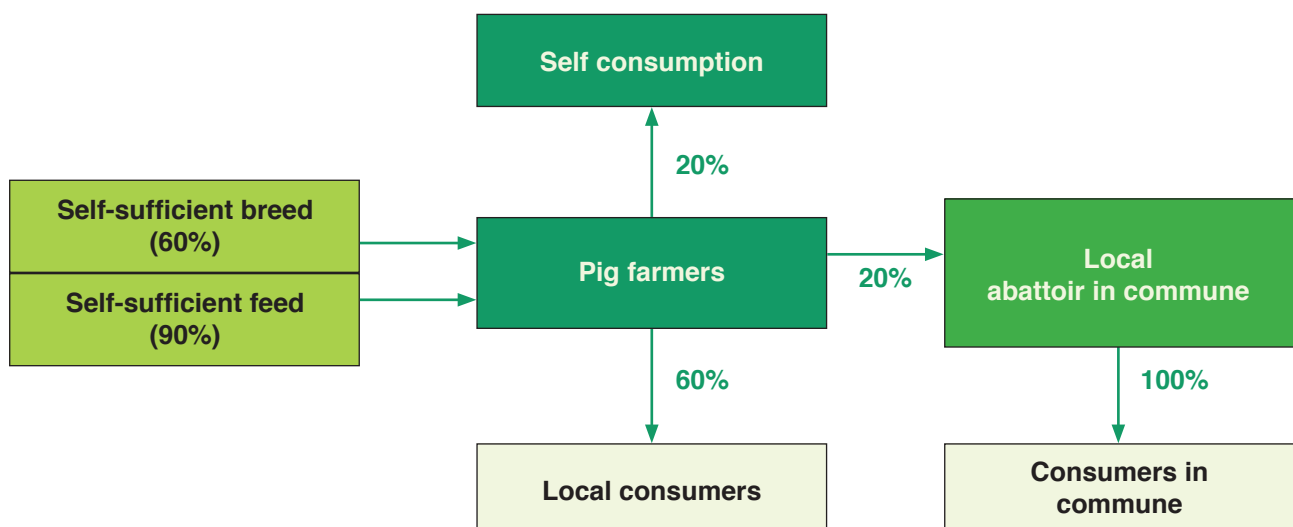 Self consumption
20%
Self-sufficient breed
(60%)
Self-sufficient feed
(90%)
Pig farmers
20%
Local
abattoir in commune
60%
100%
Local consumers
Consumers in
commune